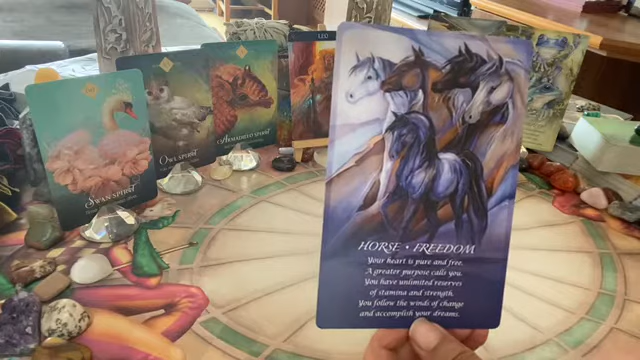 SWAN SPIRIT
OWL SPIRIT
ARMADILLO SPIRIT
LEO
HORSE • FREEDOM
Your heart is pure and free.
A greater purpose calls you.
You have unlimited reserves
of stamina and strength.
You follow the winds of change
and accomplish your dreams.